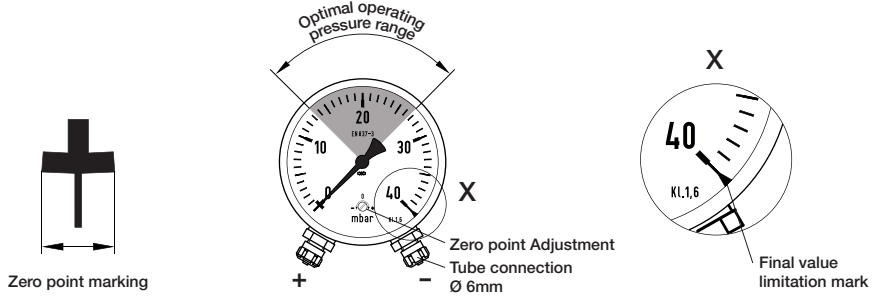 Zero point marking
Optimal operating
pressure range
20
EN 837-3
10
30
0
40
0
- +
mbar
Kl.1,6
X
Zero point Adjustment
Tube connection
Ø 6mm
+
-
X
40
Kl.1,6
Final value
limitation mark